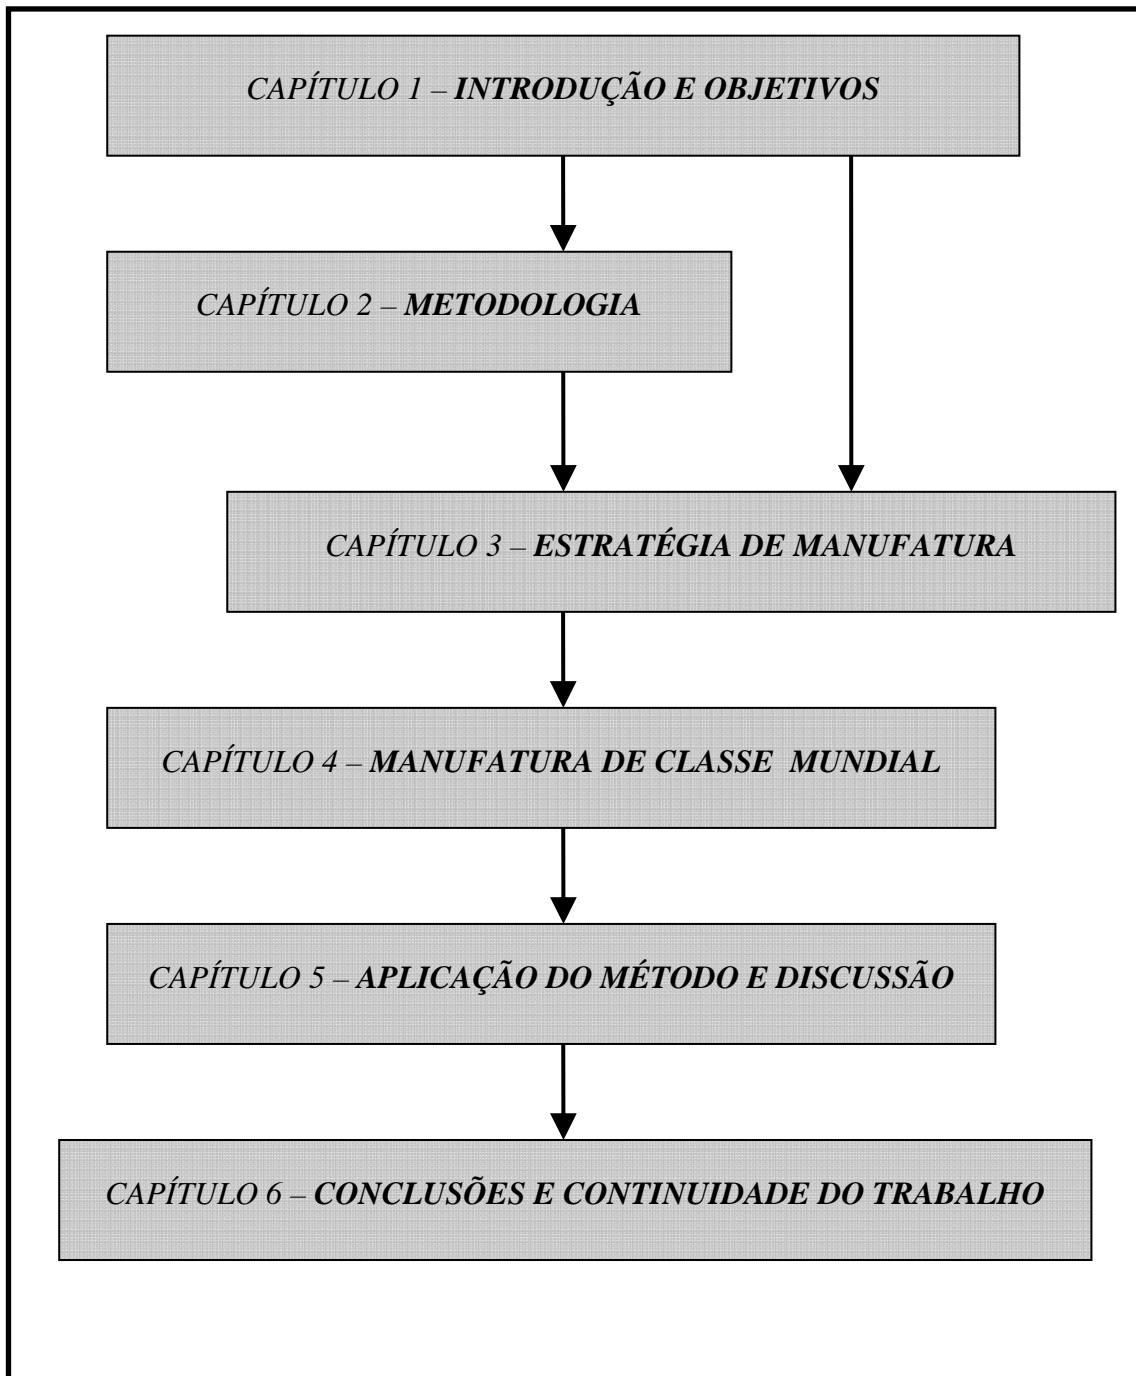 CAPÍTULO 1 – INTRODUÇÃO E OBJETIVOS
CAPÍTULO 2 – METODOLOGIA
CAPÍTULO 3 – ESTRATÉGIA DE MANUFATURA
CAPÍTULO 4 – MANUFATURA DE CLASSE  MUNDIAL
CAPÍTULO 5 – APLICAÇÃO DO MÉTODO E DISCUSSÃO
CAPÍTULO 6 – CONCLUSÕES E CONTINUIDADE DO TRABALHO